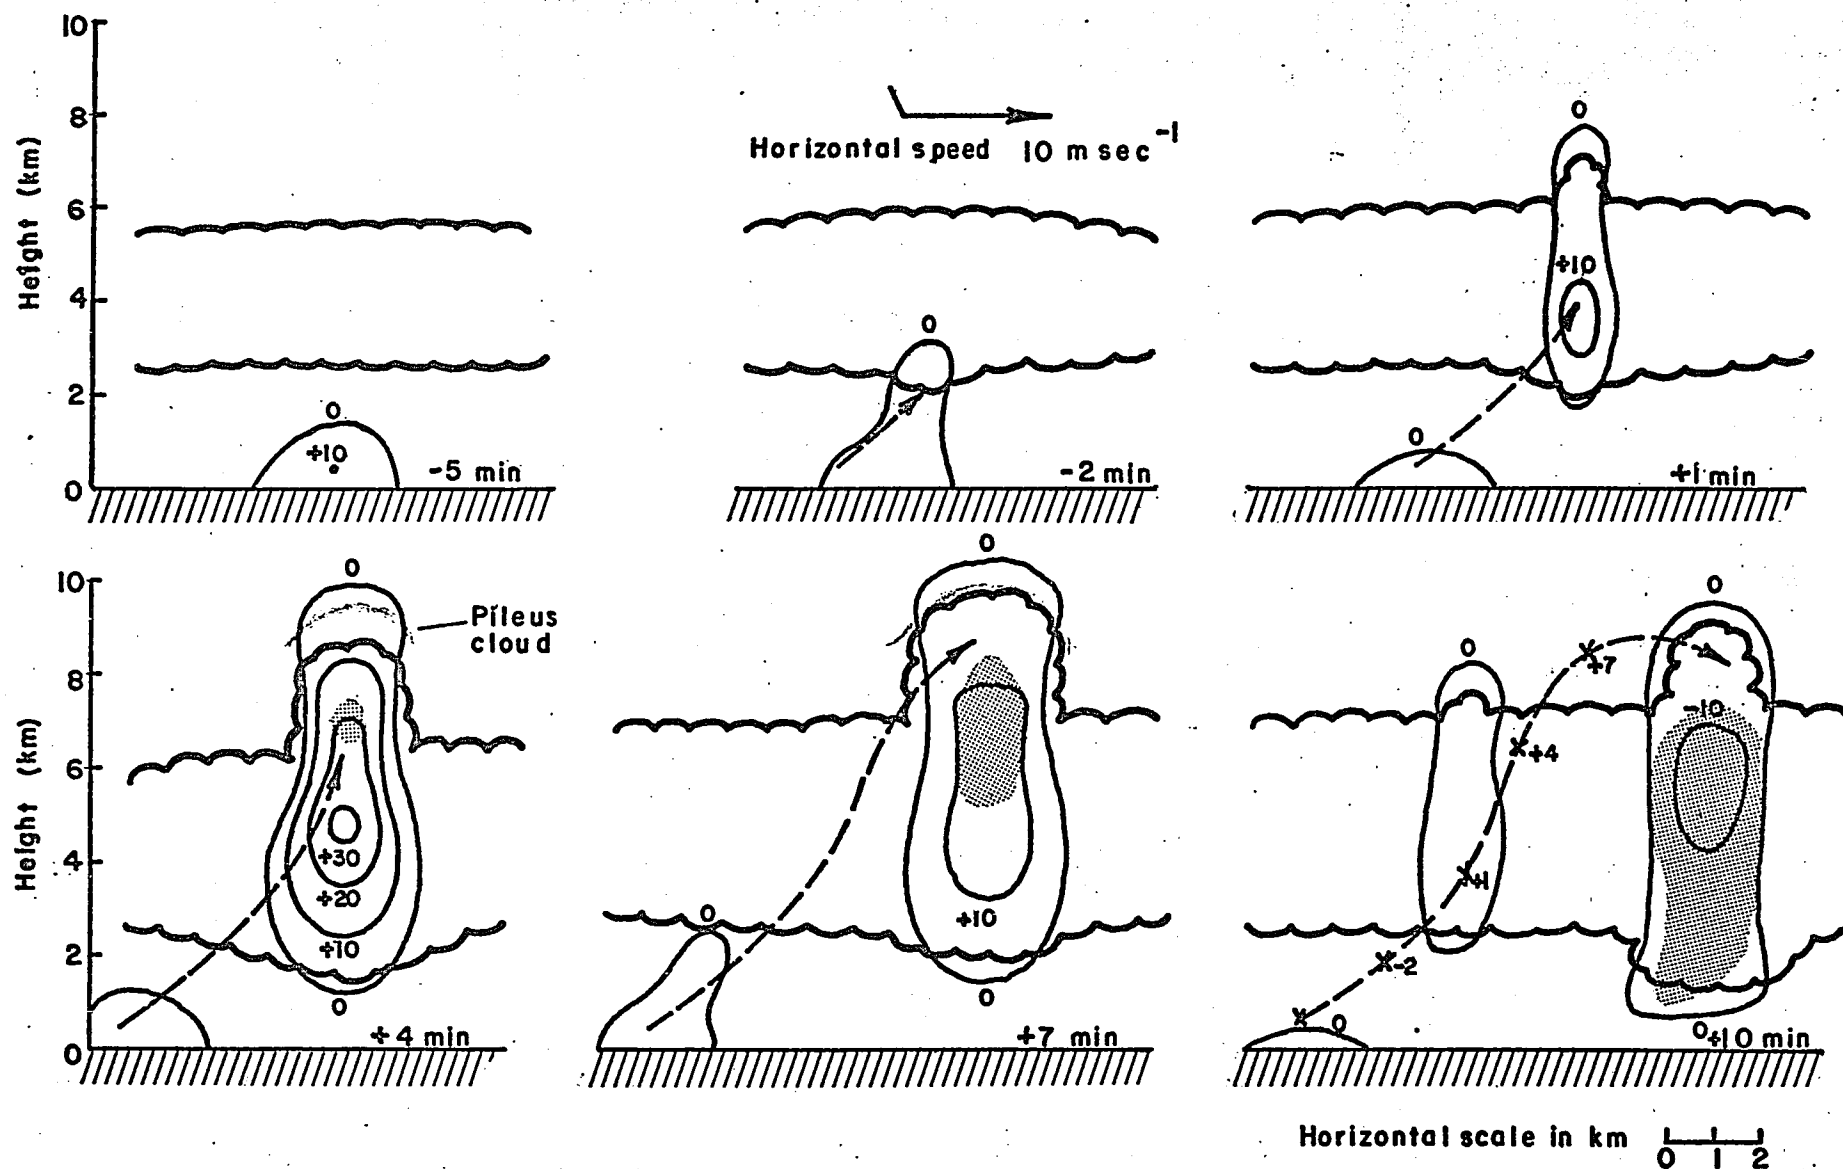 10
8
6
4
2
0
Height (km)
Horizontal speed 10 m sec⁻¹
0
+10
-5 min
0
-2 min
0
+10
0
+1 min
10
8
6
4
2
0
Height (km)
0
Pileus
cloud
+30
+20
+10
0
+4 min
0
0
+10
0
+7 min
0
0
+7
-10
+4
+1
-2
0
0
+10 min
Horizontal scale in km
0 1 2